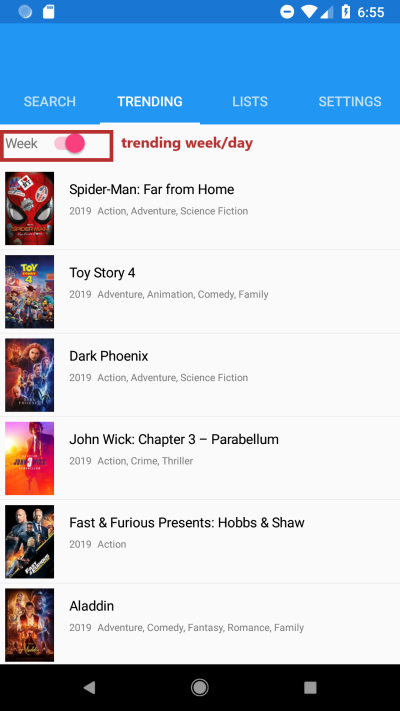 6:55
SEARCH
TRENDING
LISTS
SETTINGS
Week
trending week/day
Spider-Man: Far from Home
2019 Action, Adventure, Science Fiction
TOY
STORY
4
Toy Story 4
2019 Adventure, Animation, Comedy, Family
Dark Phoenix
2019 Action, Adventure, Science Fiction
John Wick: Chapter 3 – Parabellum
2019 Action, Crime, Thriller
Fast & Furious Presents: Hobbs & Shaw
2019 Action
Aladdin
2019 Adventure, Comedy, Fantasy, Romance, Family